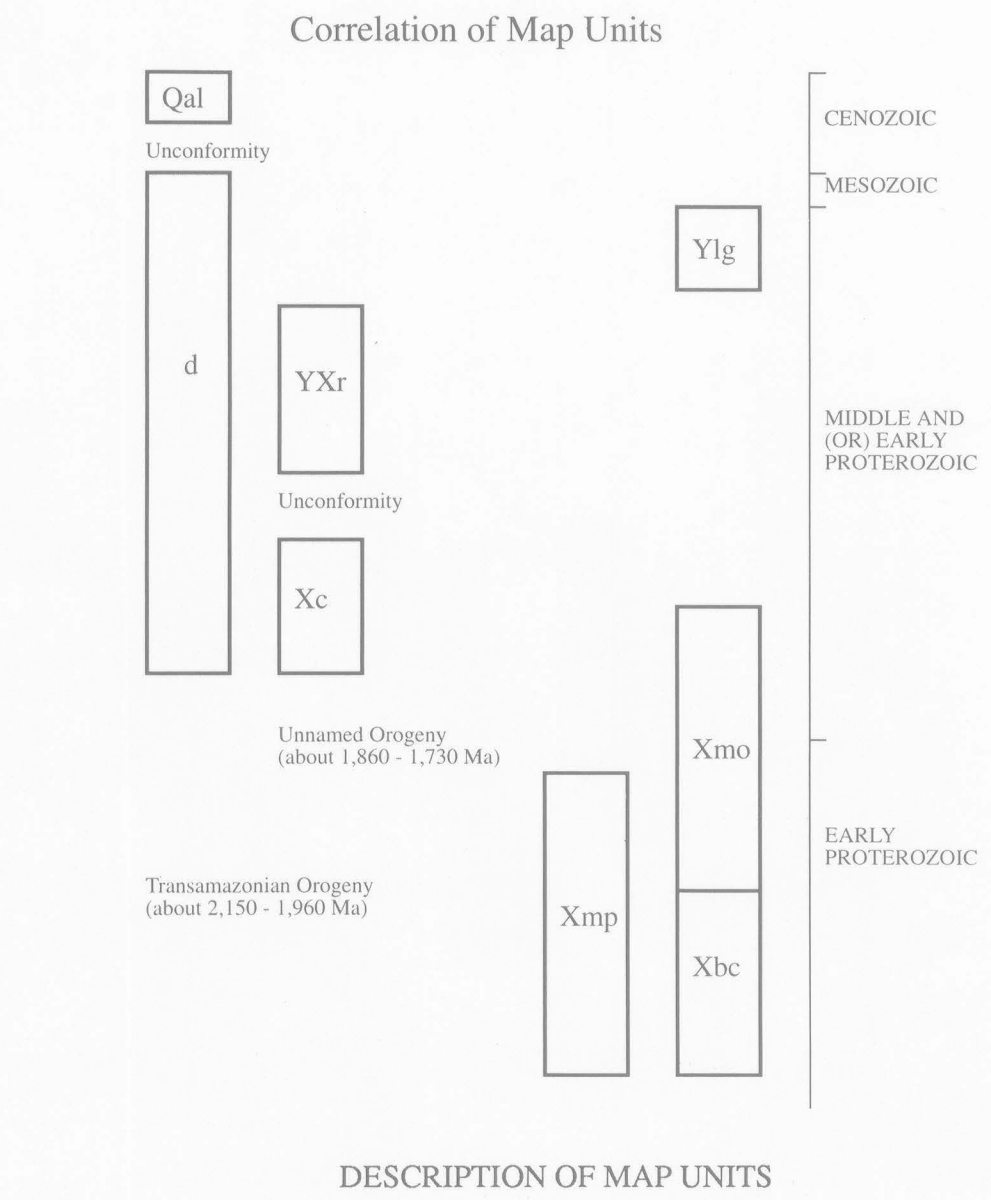 Correlation of Map Units
Qal
CENOZOIC
Unconformity
MESOZOIC
Ylg
d
YXr
MIDDLE AND
(OR) EARLY
PROTEROZOIC
Unconformity
Xc
Unnamed Orogeny
(about 1,860 - 1,730 Ma)
Xmo
EARLY
PROTEROZOIC
Transamazonian Orogeny
(about 2,150 - 1,960 Ma)
Xmp
Xbc
DESCRIPTION OF MAP UNITS